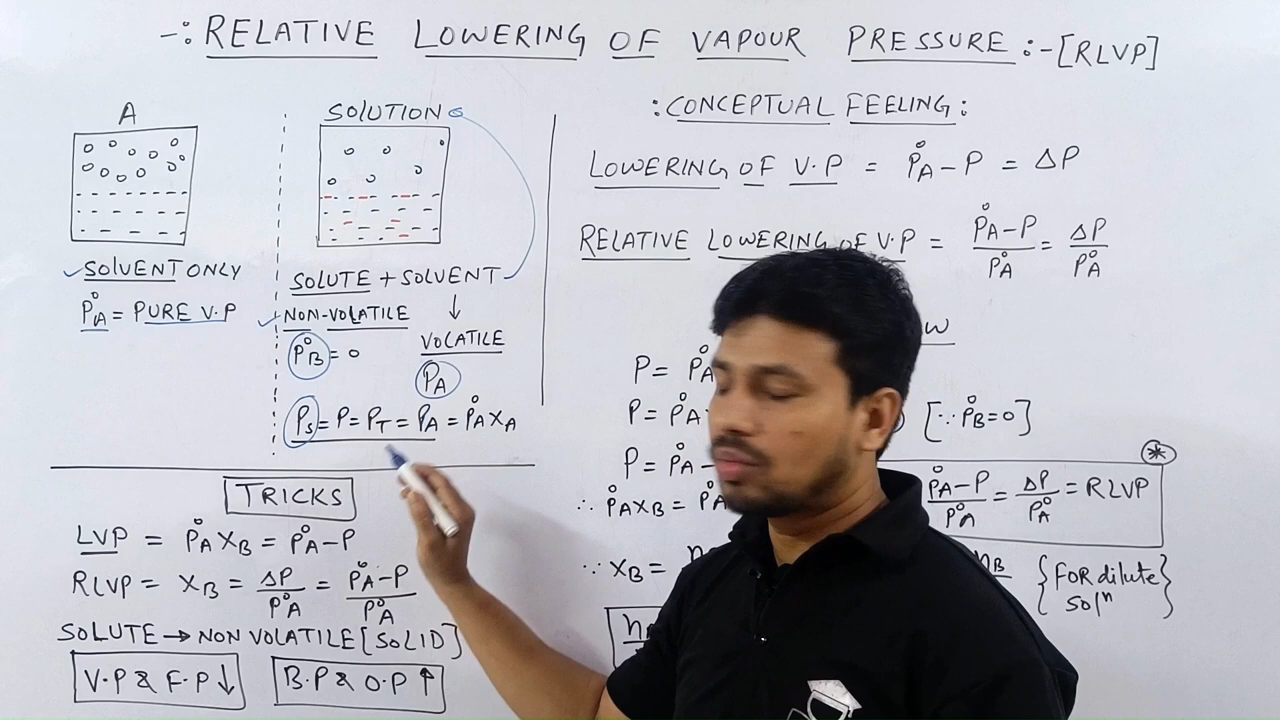 -: RELATIVE LOWERING OF VAPOUR PRESSURE :- [RLVP]
A
SOLVENT ONLY
P°A = PURE V.P
SOLUTION
SOLUTE + SOLVENT
NON-VOLATILE
P°B = 0
↓
VOLATILE
PA
Ps = P = PT = PA = P°A XA
TRICKS
LVP = P°A XB = P°A - P
RLVP = XB = ΔP/P°A = P°A-P/P°A
SOLUTE → NON VOLATILE [SOLID]
V.P & F.P ↓
B.P & O.P ↑
: CONCEPTUAL FEELING :
LOWERING OF V.P = P°A - P = ΔP
RELATIVE LOWERING OF V.P = P°A-P/P°A = ΔP/P°A
W
P = P°A
P = P°A [∵ P°B = 0]
P = P°A -
∴ P°A XB = P°A
P°A-P/P°A = ΔP/P°A = RLVP
*
∵ XB =
nB
{FOR dilute solⁿ}